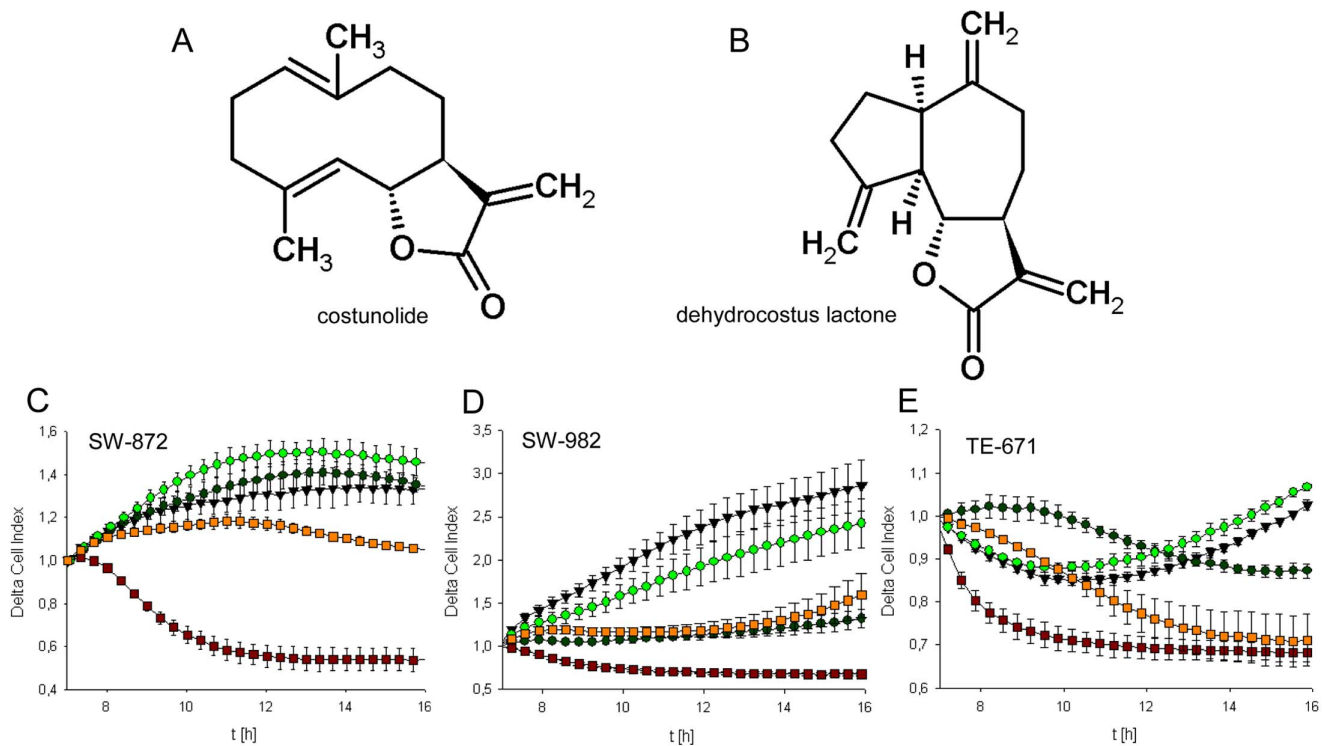 A
B
CH3
CH2
H
CH2
O
O
CH3
H
H2C
O
CH2
O
costunolide
dehydrocostus lactone
C
D
E
SW-872
SW-982
TE-671
Delta Cell Index
1,6
1,4
1,2
1,0
0,8
0,6
0,4
8
10
12
14
16
t [h]
Delta Cell Index
3,5
3,0
2,5
2,0
1,5
1,0
0,5
8
10
12
14
16
t [h]
Delta Cell Index
1,2
1,1
1,0
0,9
0,8
0,7
0,6
8
10
12
14
16
t [h]